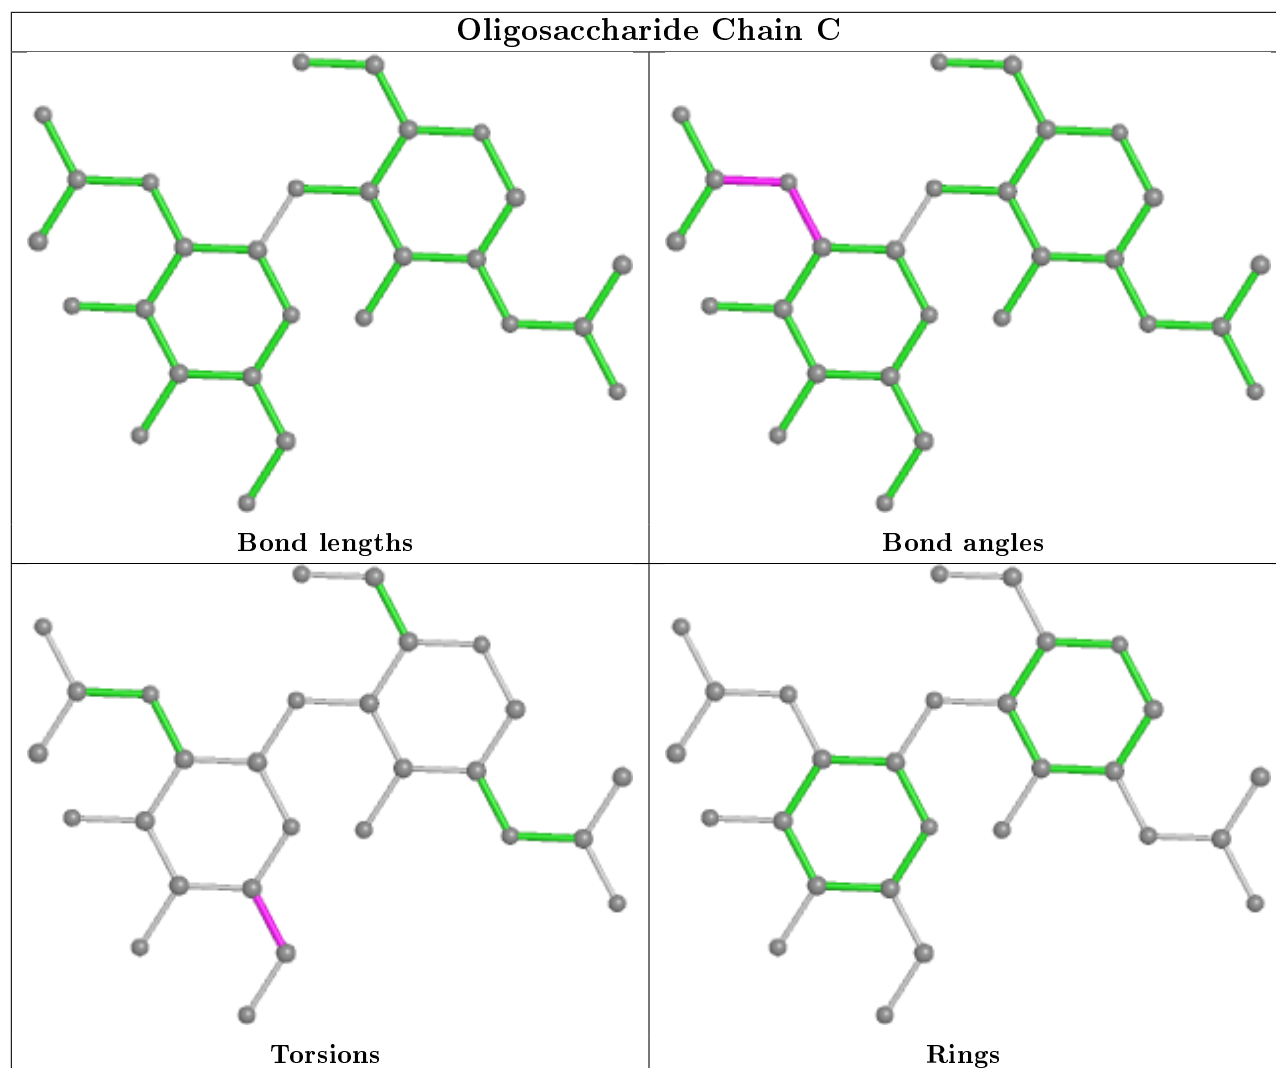 Oligosaccharide Chain C
Bond lengths
Bond angles
Torsions
Rings